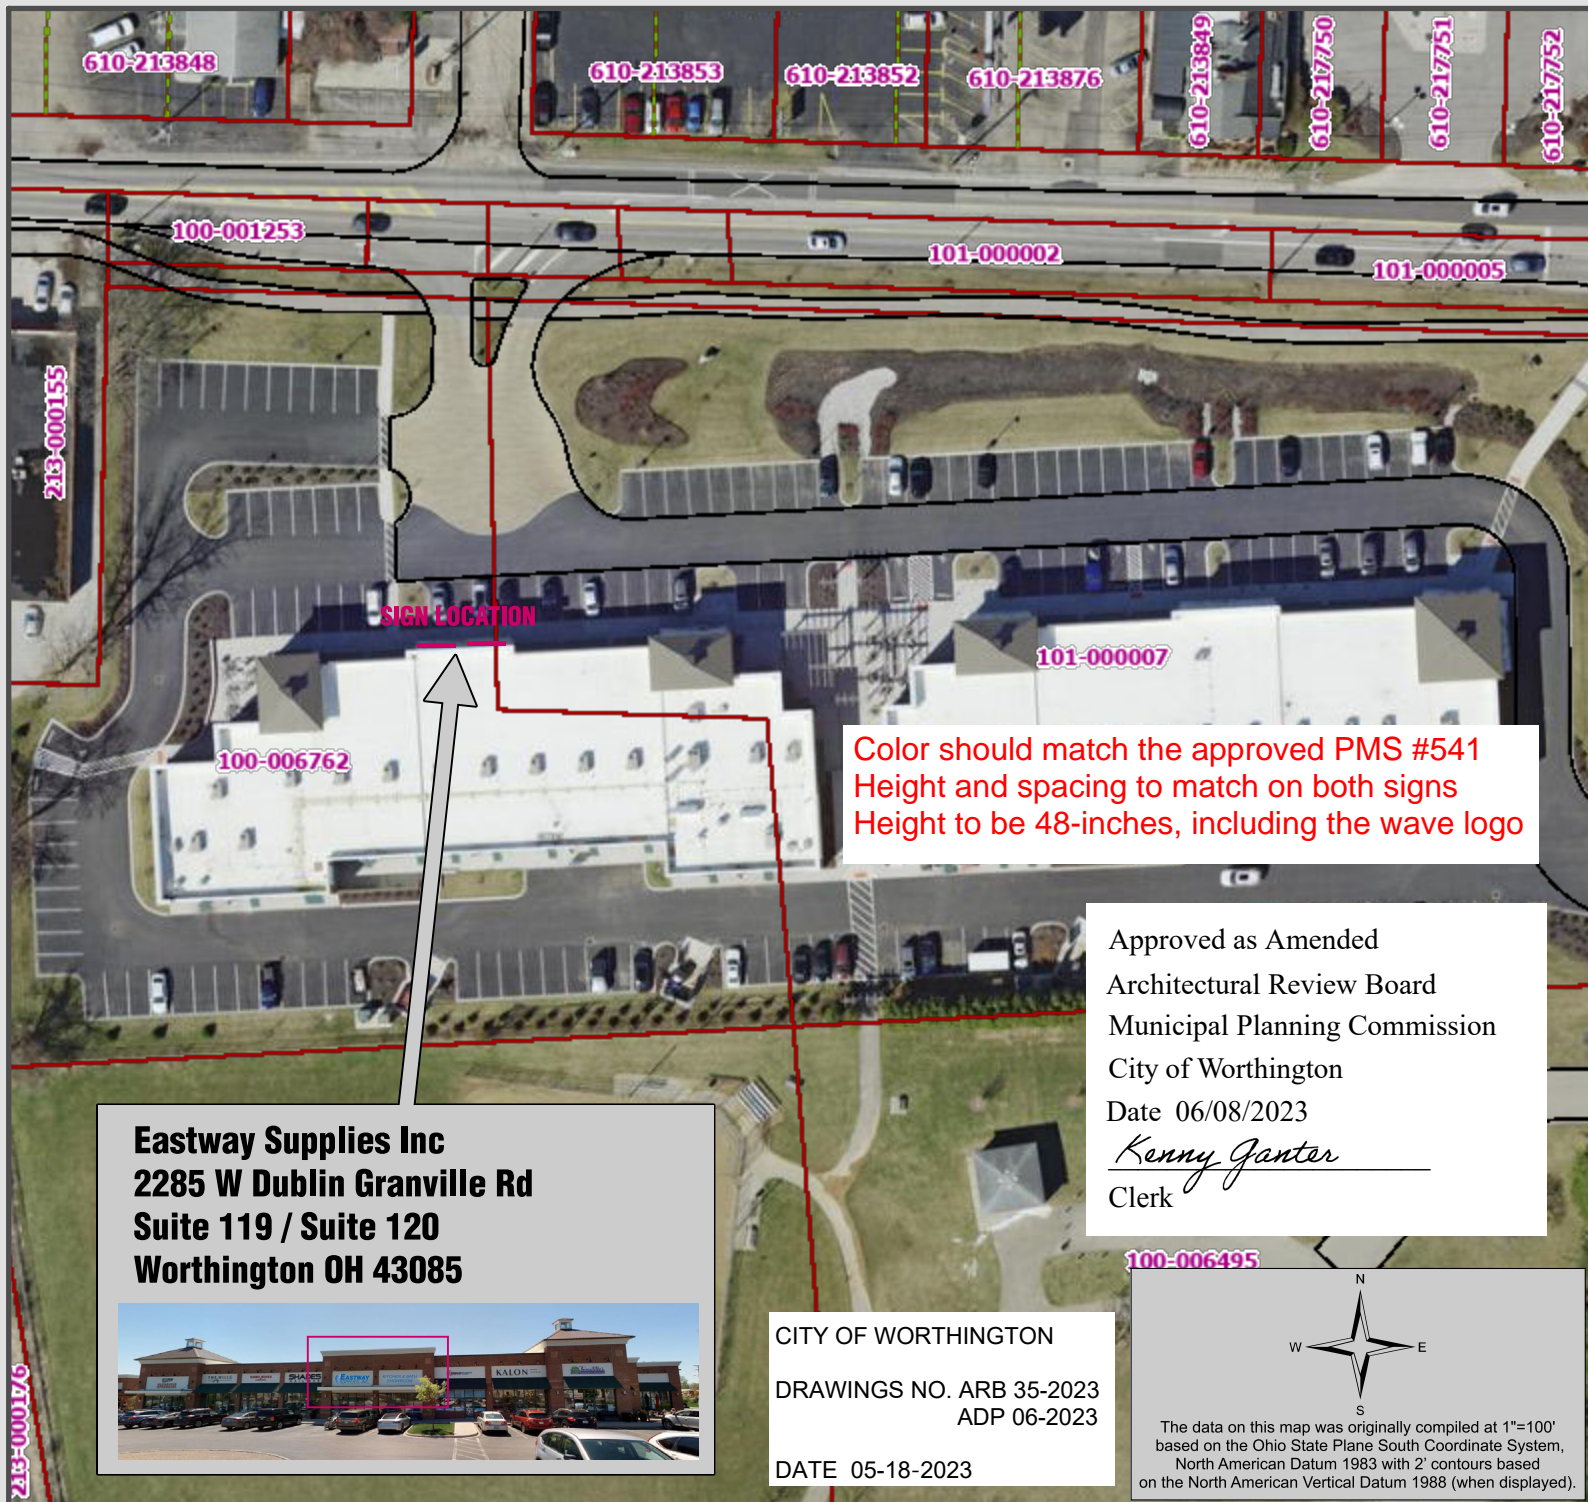 610-213848
610-213853
610-213852
610-213876
610-213849
610-217750
610-217751
610-217752
100-001253
101-000002
101-000005
213-000155
SIGN LOCATION
101-000007
100-006762
Color should match the approved PMS #541
Height and spacing to match on both signs
Height to be 48-inches, including the wave logo
Approved as Amended
Architectural Review Board
Municipal Planning Commission
City of Worthington
Date 06/08/2023
Kenny Ganter
Clerk
Eastway Supplies Inc
2285 W Dublin Granville Rd
Suite 119 / Suite 120
Worthington OH 43085
SHADES
EASTWAY
KALON
100-006495
213-000176
CITY OF WORTHINGTON
DRAWINGS NO. ARB 35-2023
ADP 06-2023
DATE 05-18-2023
N
W E
S
The data on this map was originally compiled at 1"=100'
based on the Ohio State Plane South Coordinate System,
North American Datum 1983 with 2' contours based
on the North American Vertical Datum 1988 (when displayed).